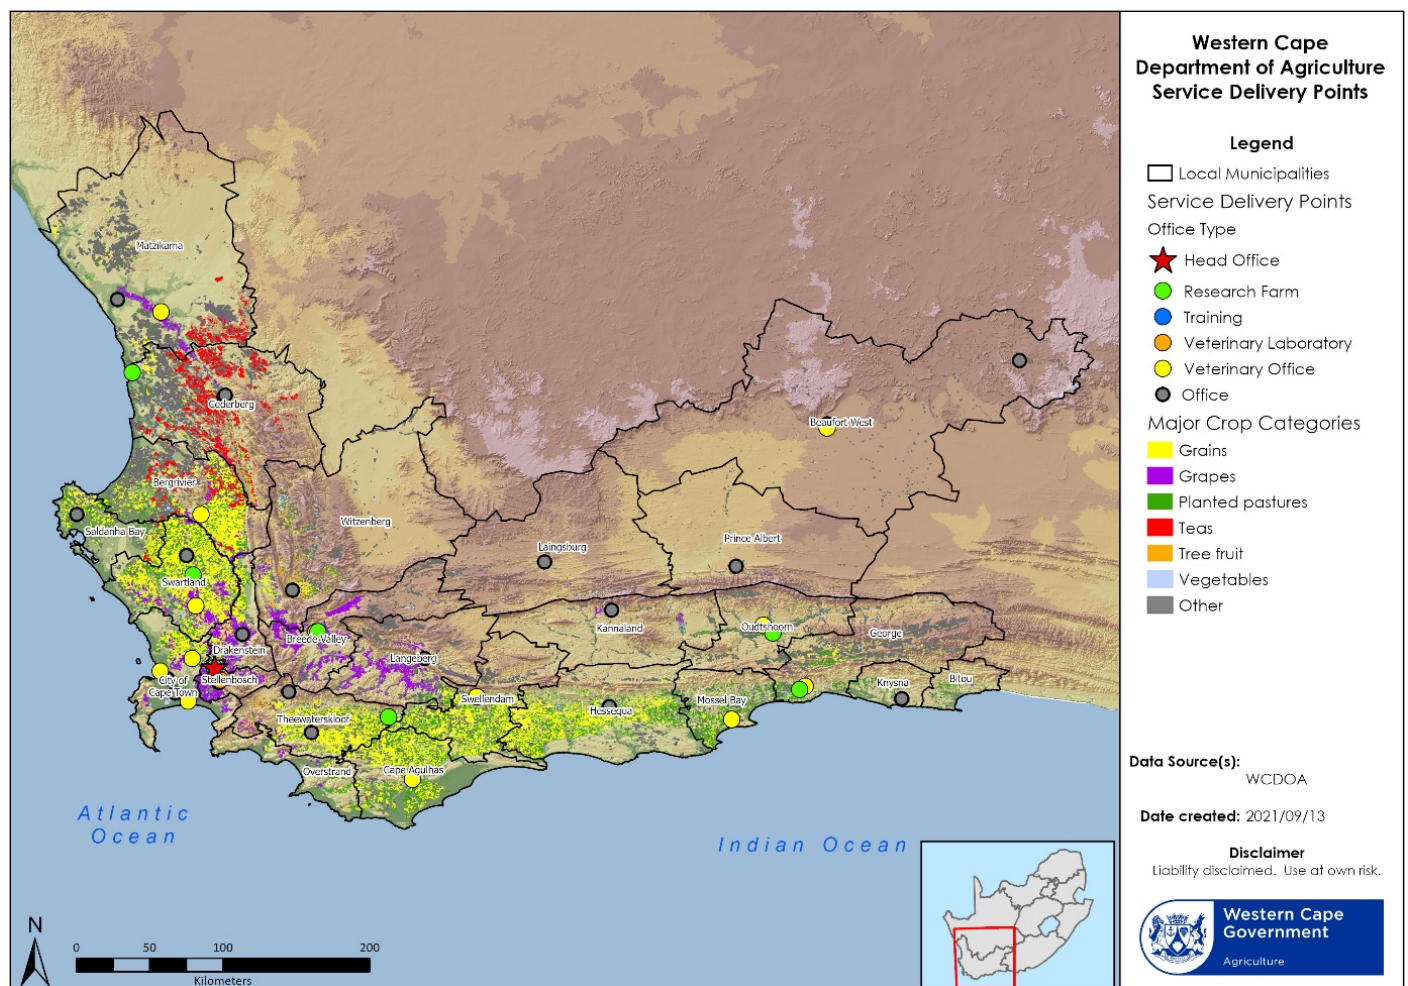 Western Cape
Department of Agriculture
Service Delivery Points
Legend
Local Municipalities
Service Delivery Points
Office Type
Head Office
Research Farm
Training
Veterinary Laboratory
Veterinary Office
Office
Major Crop Categories
Grains
Grapes
Planted pastures
Teas
Tree fruit
Vegetables
Other
Data Source(s):
WCDOA
Date created: 2021/09/13
Disclaimer
Liability disclaimed. Use at own risk.
Western Cape
Government
Agriculture
Matzikama
Cederberg
Beaufort West
Bergrivier
Witzenberg
Saldanha Bay
Laingsburg
Prince Albert
Swartland
Kannaland
Oudtshoorn
George
Breede Valley
Drakenstein
Langeberg
Stellenbosch
City of
Cape Town
Swellendam
Hessequa
Mossel Bay
Knysna
Bitou
Theewaterskloof
Overstrand
Cape Agulhas
Atlantic
Ocean
Indian Ocean
N
0 50 100 200
Kilometers